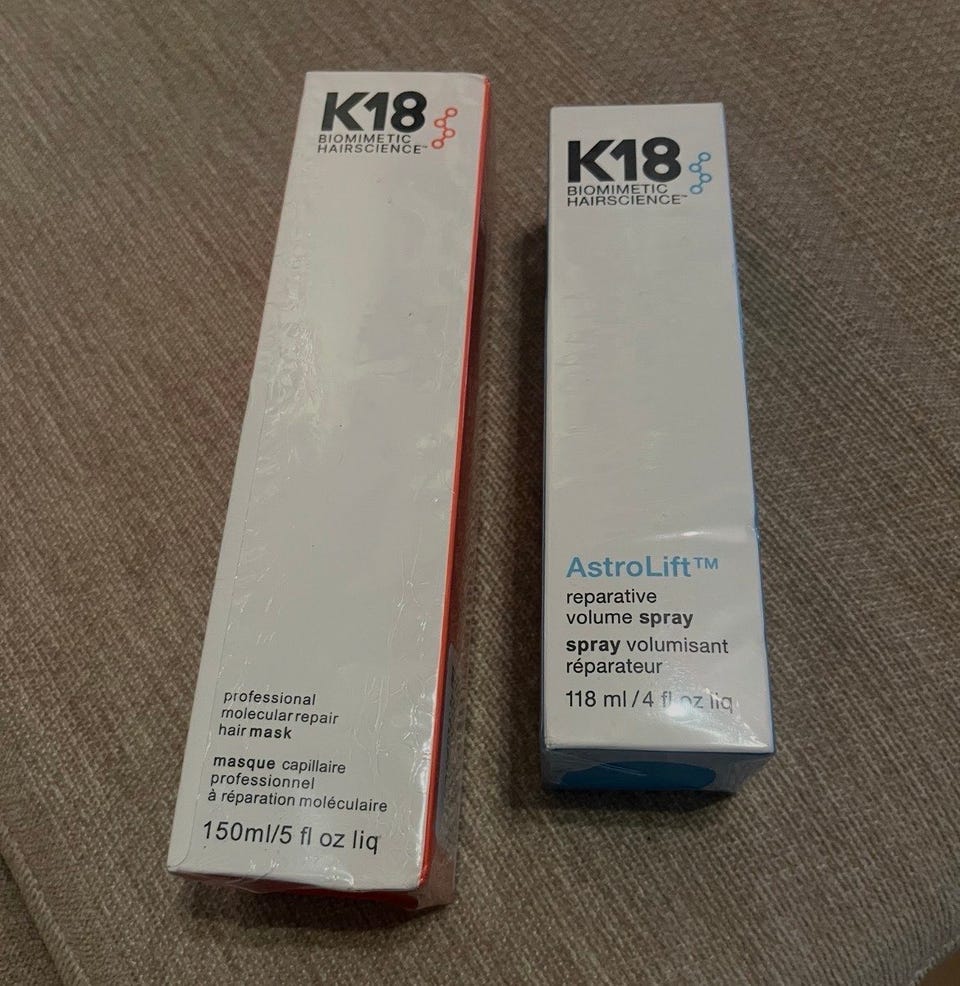 K18
BIOMIMETIC
HAIRSCIENCE™
professional
molecular repair
hair mask
masque capillaire
professionnel
à réparation moléculaire
150ml/5 fl oz liq
K18
BIOMIMETIC
HAIRSCIENCE™
AstroLift™
reparative
volume spray
spray volumisant
réparateur
118 ml / 4 fl oz liq